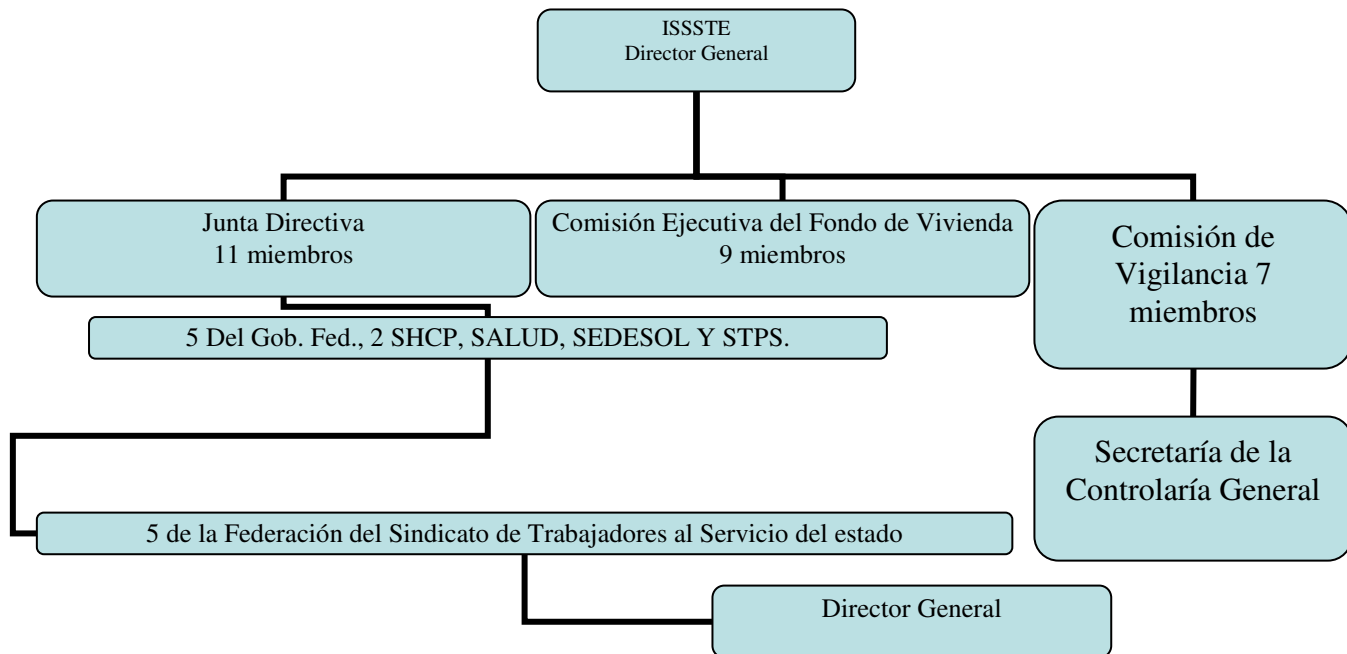 ISSSTE
Director General
Junta Directiva
11 miembros
Comisión Ejecutiva del Fondo de Vivienda
9 miembros
Comisión de
Vigilancia 7
miembros
5 Del Gob. Fed., 2 SHCP, SALUD, SEDESOL Y STPS.
Secretaría de la
Controlaría General
5 de la Federación del Sindicato de Trabajadores al Servicio del estado
Director General